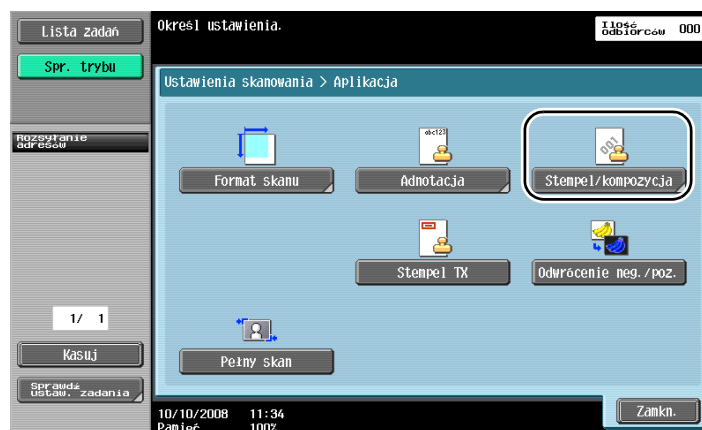 Lista zadań
Określ ustawienia.
Ilość
odbiorców 000
Spr. trybu
Ustawienia skanowania > Aplikacja
Rozsyłanie
adresów
abc123
001
Format skanu
Adnotacja
Stempel/kompozycja
Stempel TX
Odwrócenie neg./poz.
1/ 1
Kasuj
Pełny skan
Sprawdź
ustaw. zadania
10/10/2008 11:34
Pamięć 100%
Zamkn.